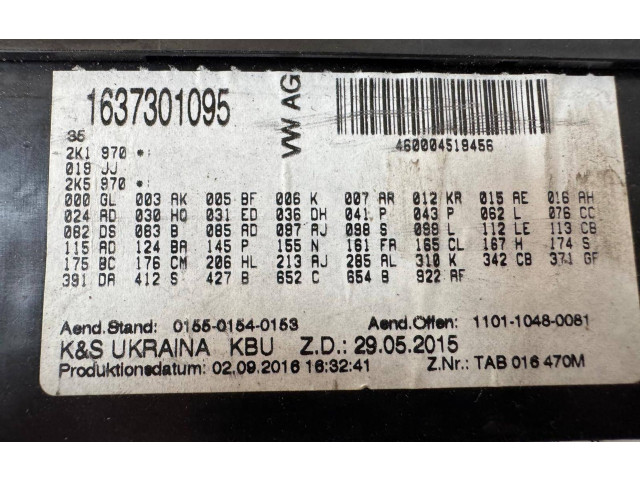 1637301095
VW AG
460004519456
35
2K1 970 *:
019 JJ
2K5 970 *:
000 GL 003 AK 005 BF 006 K 007 AR 012 KR 015 AE 016 AH
024 AD 030 HQ 031 ED 036 DH 041 P 043 P 062 L 076 CC
082 DS 083 B 085 AD 097 AJ 098 S 099 L 112 LE 113 CB
115 AD 124 BA 145 P 155 N 161 FA 165 CL 167 H 174 S
175 BC 176 CM 206 HL 213 AJ 285 AL 310 K 342 CB 371 GF
391 DA 412 S 427 B 652 C 654 B 922 AF
Aend.Stand: 0155-0154-0153 Aend.Offen: 1101-1048-0081
K&S UKRAINA KBU Z.D.: 29.05.2015
Produktionsdatum: 02.09.2016 16:32:41 Z.Nr.: TAB 016 470M